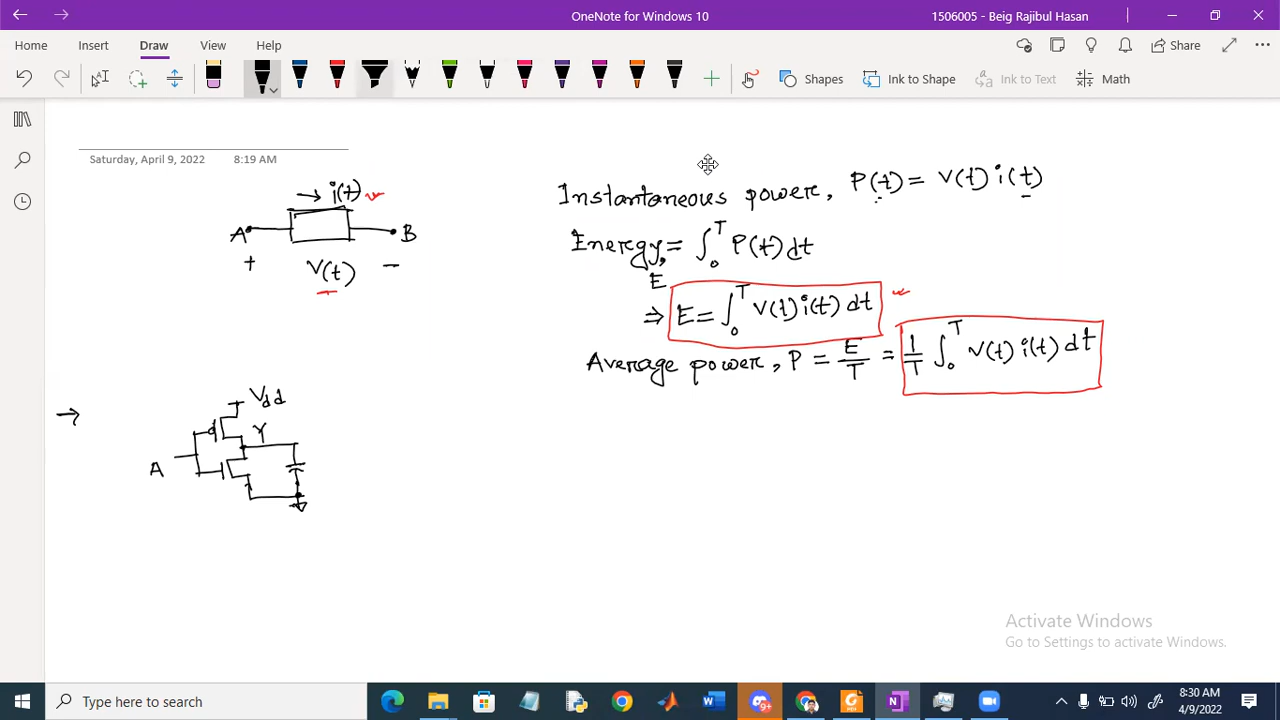 OneNote for Windows 10
1506005 - Beig Rajibul Hasan
Home Insert Draw View Help
Share
Shapes Ink to Shape Ink to Text Math
Saturday, April 9, 2022 8:19 AM
→ i(t)
A B
+ V(t) −
Instantaneous power, P(t) = V(t) i(t)
Energy, = ∫₀ᵀ P(t) dt
E
⇒ E = ∫₀ᵀ V(t) i(t) dt
Average power, P = E/T = 1/T ∫₀ᵀ V(t) i(t) dt
→
Vdd
Y
A
Activate Windows
Go to Settings to activate Windows.
Type here to search
9+
8:30 AM
4/9/2022